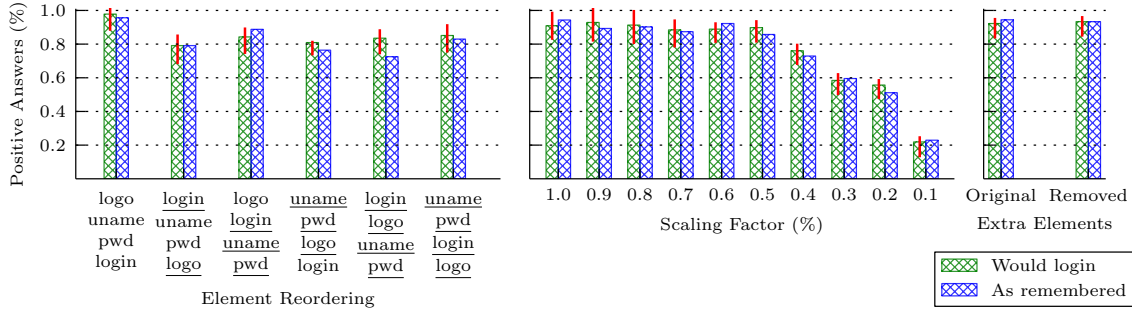 Positive Answers (%)
1.0
0.8
0.6
0.4
0.2
logo
uname
pwd
login
login
uname
pwd
logo
logo
login
uname
pwd
uname
pwd
logo
login
login
logo
uname
pwd
uname
pwd
login
logo
Element Reordering
1.0 0.9 0.8 0.7 0.6 0.5 0.4 0.3 0.2 0.1
Scaling Factor (%)
Original Removed
Extra Elements
Would login
As remembered